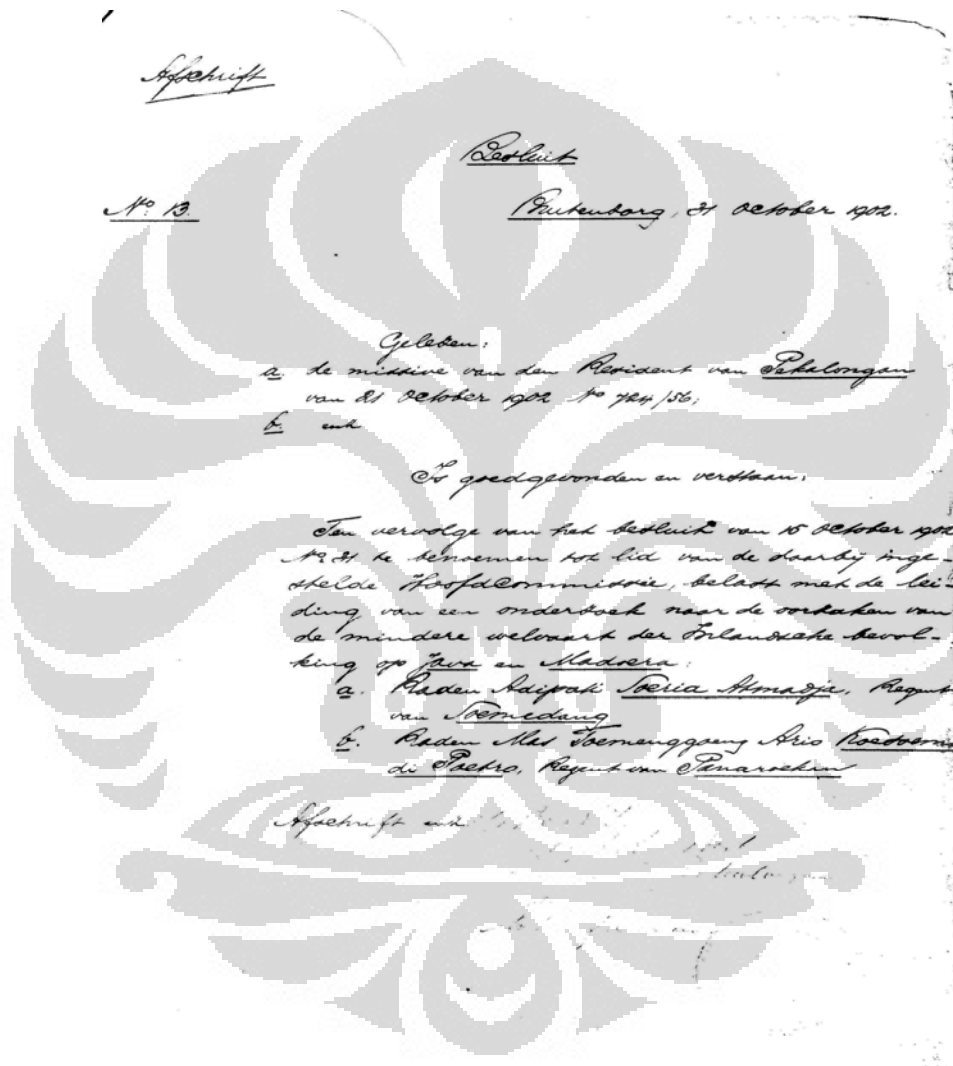 Afschrift
Besluit
No. 13.
Buitenzorg, 31 October 1902.
Gelezen:
a. de missive van den Resident van Pekalongan
van 21 October 1902 No 724/56;
b. enz
Is goedgevonden en verstaan:
Ten vervolge van het besluit van 15 October 1902
No. 31 te benoemen tot lid van de daarbij inge-
stelde Hoofdcommissie, belast met de lei-
ding van een onderzoek naar de oorzaken van
de mindere welvaart der Inlandsche bevol-
king op Java en Madoera:
a. Raden Adipati Soeria Atmadja, Regent
van Soemedang
b. Raden Mas Toemenggoeng Ario Koesoemo
di Poetro, Regent van Panaroekan
Afschrift enz